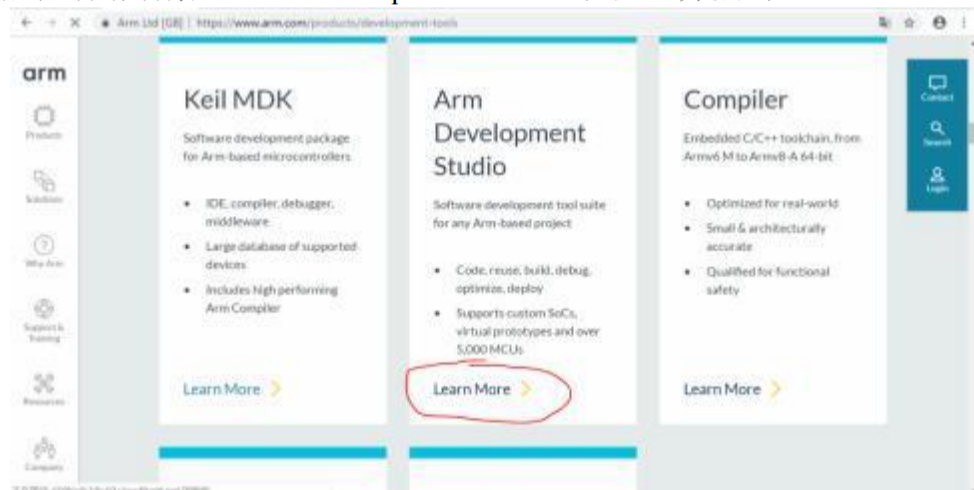 Arm Ltd [GB] | https://www.arm.com/products/development-tools
arm
Products
Solutions
Why Arm
Support &
Training
Resources
Company
Keil MDK
Software development package
for Arm-based microcontrollers
• IDE, compiler, debugger,
middleware
• Large database of supported
devices
• Includes high performing
Arm Compiler
Learn More
Arm
Development
Studio
Software development tool suite
for any Arm-based project
• Code, reuse, build, debug,
optimize, deploy
• Supports custom SoCs,
virtual prototypes and over
5,000 MCUs
Learn More
Compiler
Embedded C/C++ toolchain, from
Armv6 M to Armv8-A 64-bit
• Optimized for real-world
• Small & architecturally
accurate
• Qualified for functional
safety
Learn More
Contact
Search
Login